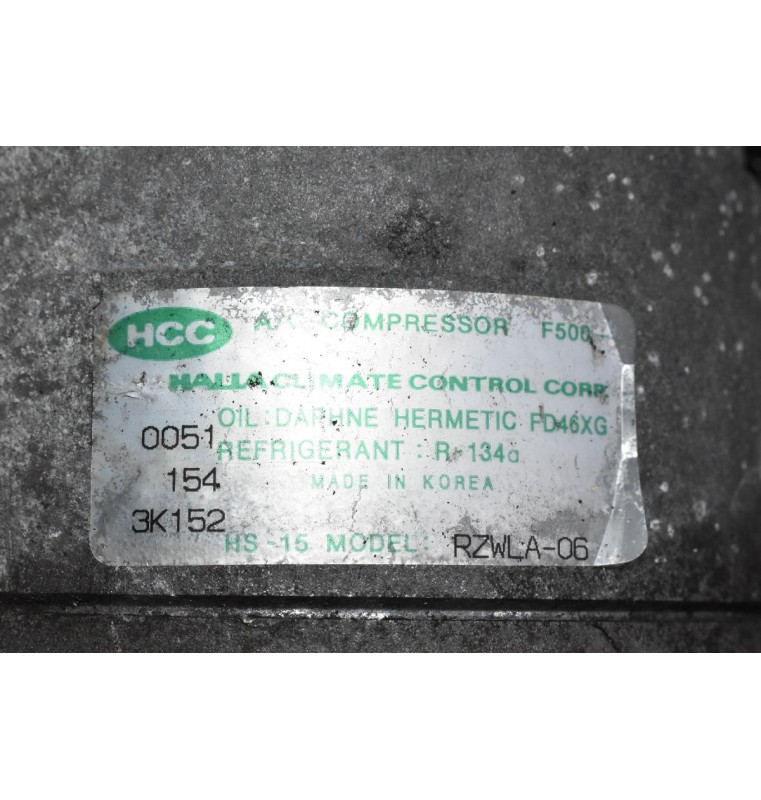 HCC
COMPRESSOR F500-
HALLA CLIMATE CONTROL CORP
OIL: DAPHNE HERMETIC FD46XG
0051
REFRIGERANT : R 134a
154
MADE IN KOREA
3K152
HS-15 MODEL RZWLA-06